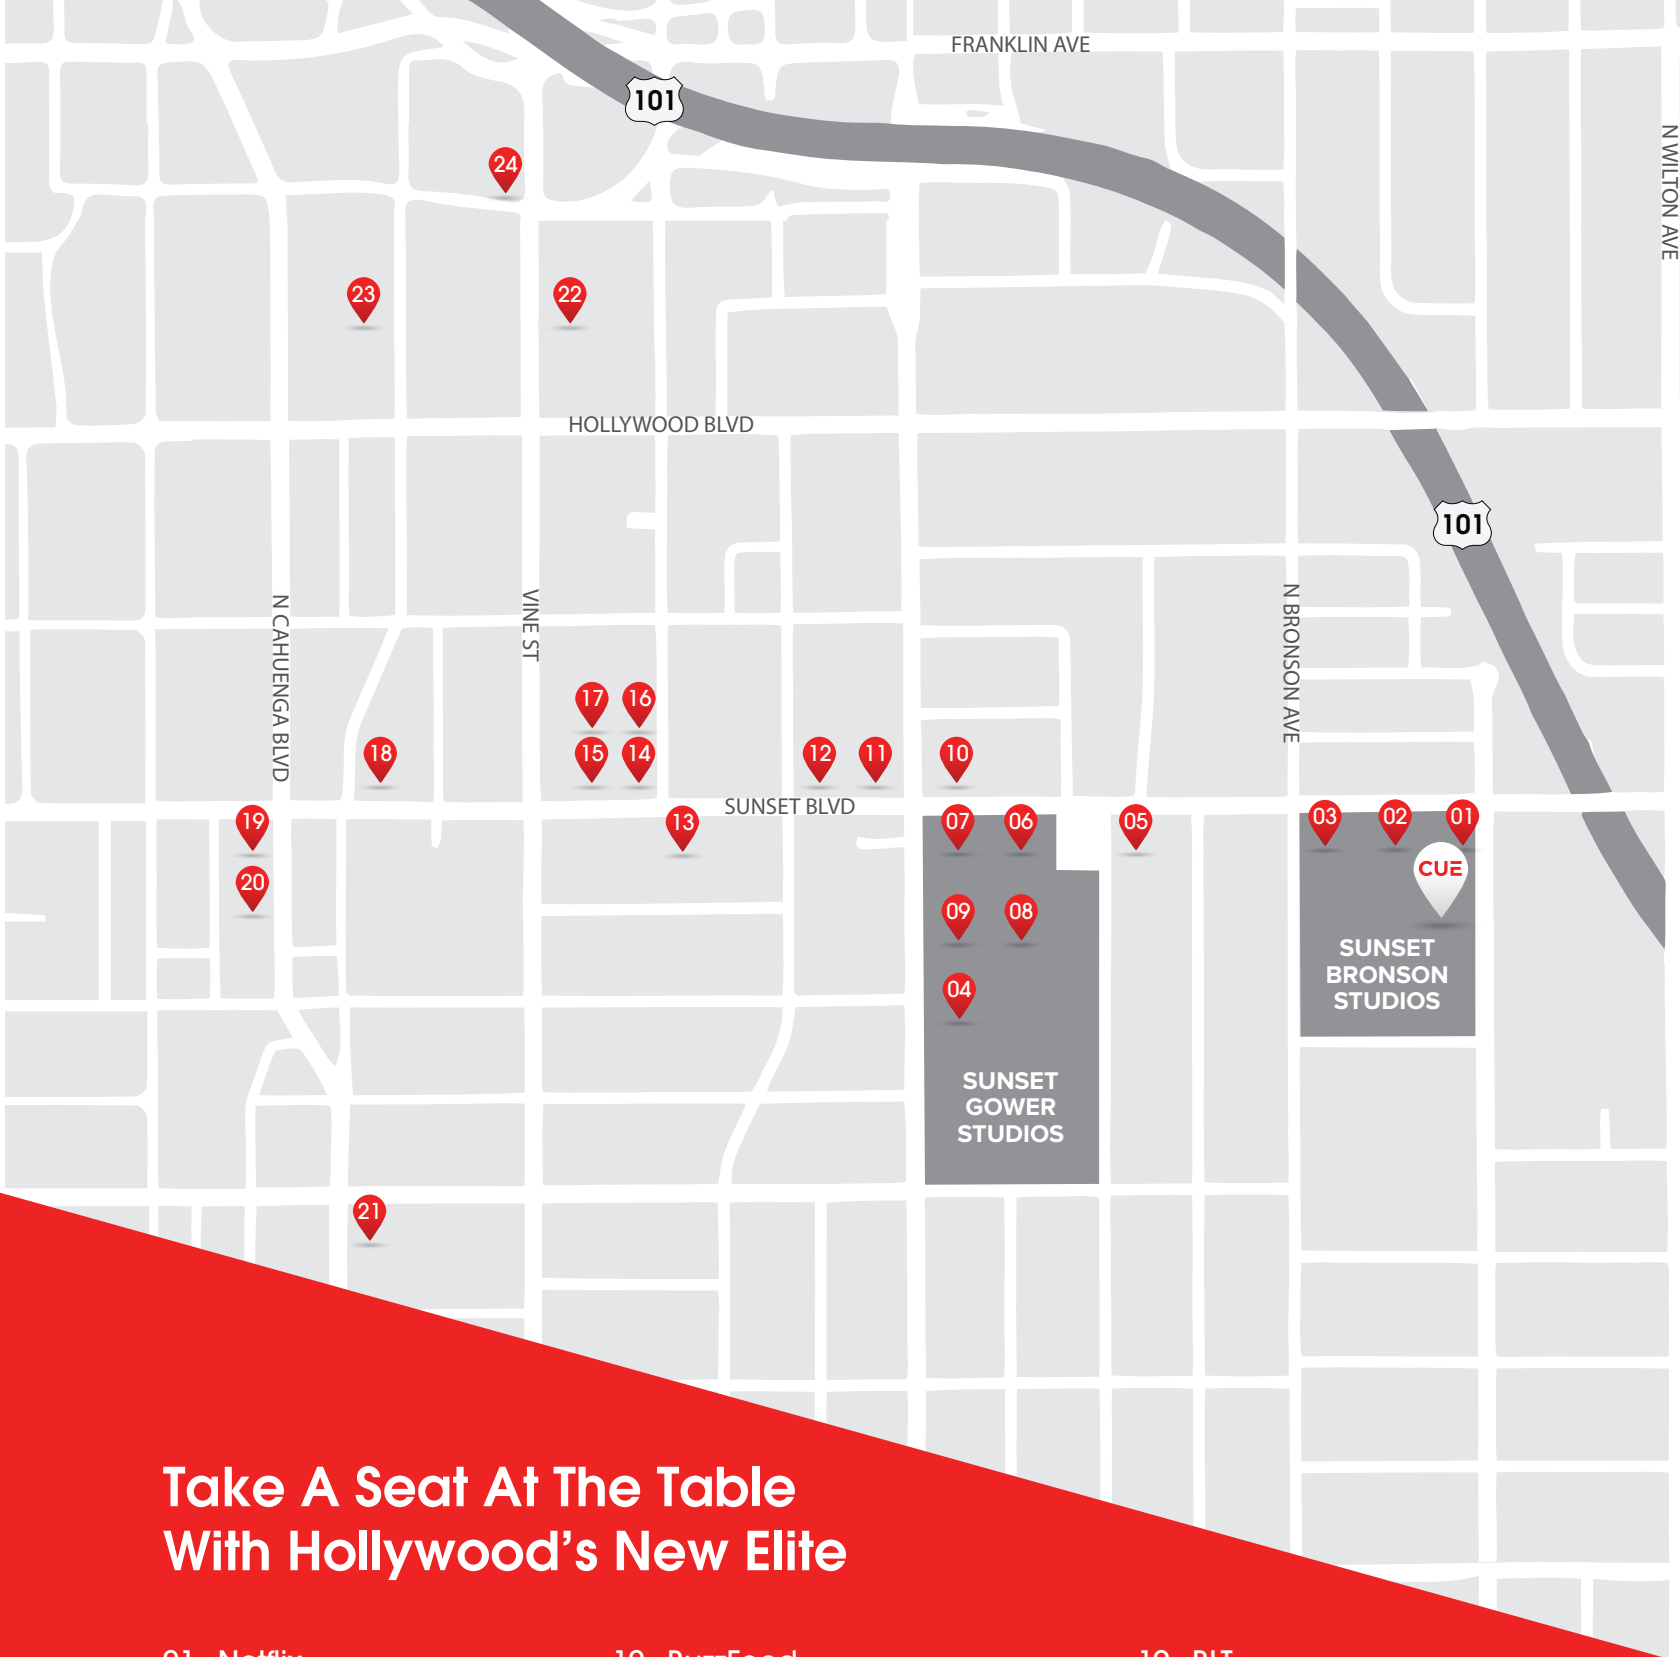 FRANKLIN AVE
101
N WILTON AVE
24
23
22
HOLLYWOOD BLVD
101
N CAHUENGA BLVD
VINE ST
N BRONSON AVE
17
16
18
15
14
12
11
10
SUNSET BLVD
19
13
07
06
05
03
02
01
CUE
20
09
08
SUNSET
BRONSON
STUDIOS
04
SUNSET
GOWER
STUDIOS
21
Take A Seat At The Table
With Hollywood's New Elite
Netflix
BuzzFeed